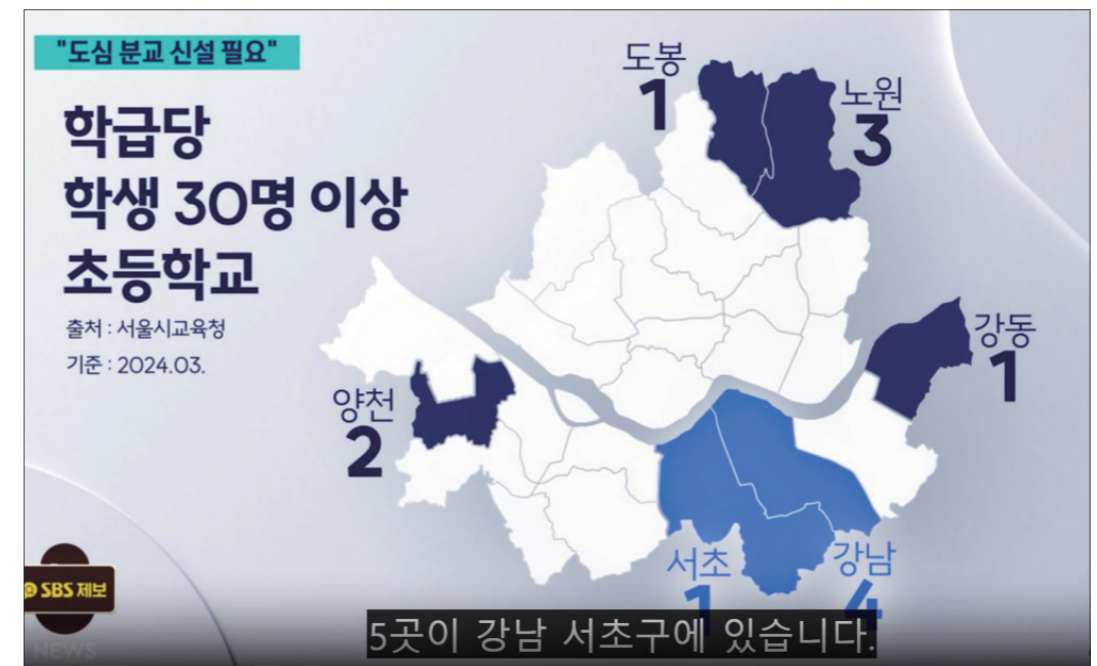 "도심 분교 신설 필요"
학급당
학생 30명 이상
초등학교
출처 : 서울시교육청
기준 : 2024.03.
도봉
1
노원
3
강동
1
양천
2
서초
1
강남
4
SBS 제보
NEWS
5곳이 강남 서초구에 있습니다.